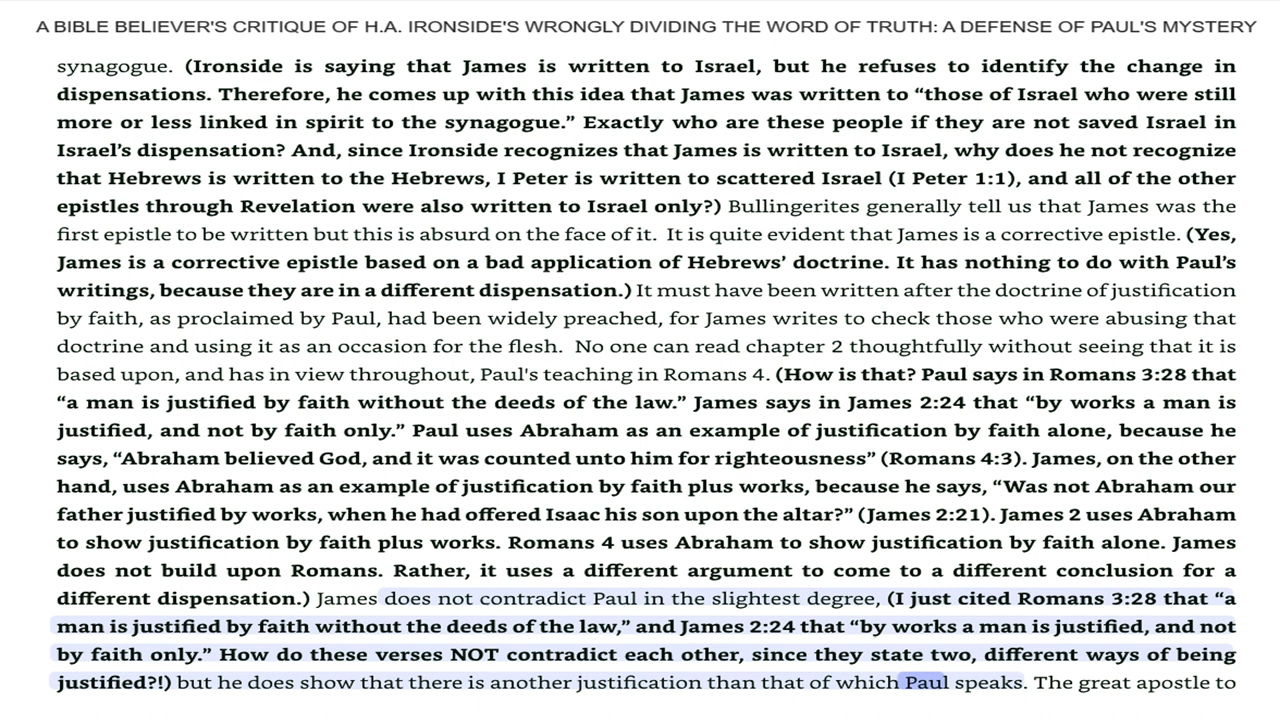 A BIBLE BELIEVER'S CRITIQUE OF H.A. IRONSIDE'S WRONGLY DIVIDING THE WORD OF TRUTH: A DEFENSE OF PAUL'S MYSTERY
synagogue. (Ironside is saying that James is written to Israel, but he refuses to identify the change in
dispensations. Therefore, he comes up with this idea that James was written to “those of Israel who were still
more or less linked in spirit to the synagogue.” Exactly who are these people if they are not saved Israel in
Israel’s dispensation? And, since Ironside recognizes that James is written to Israel, why does he not recognize
that Hebrews is written to the Hebrews, I Peter is written to scattered Israel (I Peter 1:1), and all of the other
epistles through Revelation were also written to Israel only?) Bullingerites generally tell us that James was the
first epistle to be written but this is absurd on the face of it.  It is quite evident that James is a corrective epistle. (Yes,
James is a corrective epistle based on a bad application of Hebrews’ doctrine. It has nothing to do with Paul’s
writings, because they are in a different dispensation.) It must have been written after the doctrine of justification
by faith, as proclaimed by Paul, had been widely preached, for James writes to check those who were abusing that
doctrine and using it as an occasion for the flesh.  No one can read chapter 2 thoughtfully without seeing that it is
based upon, and has in view throughout, Paul's teaching in Romans 4. (How is that? Paul says in Romans 3:28 that
“a man is justified by faith without the deeds of the law.” James says in James 2:24 that “by works a man is
justified, and not by faith only.” Paul uses Abraham as an example of justification by faith alone, because he
says, “Abraham believed God, and it was counted unto him for righteousness” (Romans 4:3). James, on the other
hand, uses Abraham as an example of justification by faith plus works, because he says, “Was not Abraham our
father justified by works, when he had offered Isaac his son upon the altar?” (James 2:21). James 2 uses Abraham
to show justification by faith plus works. Romans 4 uses Abraham to show justification by faith alone. James
does not build upon Romans. Rather, it uses a different argument to come to a different conclusion for a
different dispensation.) James does not contradict Paul in the slightest degree, (I just cited Romans 3:28 that “a
man is justified by faith without the deeds of the law,” and James 2:24 that “by works a man is justified, and not
by faith only.” How do these verses NOT contradict each other, since they state two, different ways of being
justified?!) but he does show that there is another justification than that of which Paul speaks. The great apostle to